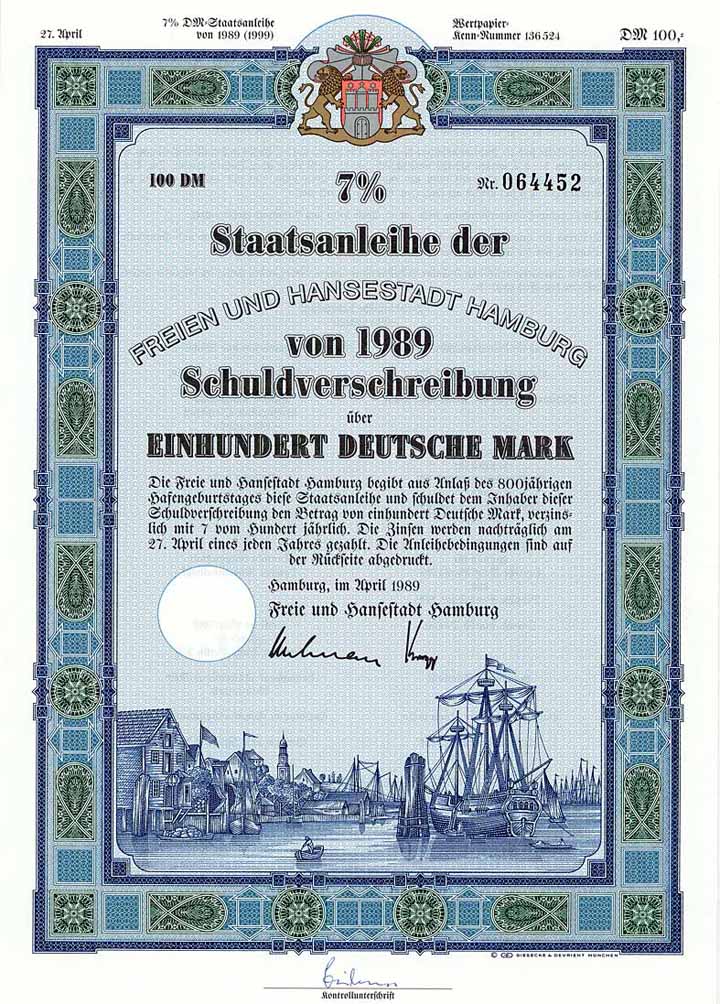 27. April
7% DM-Staatsanleihe
von 1989 (1999)
Wertpapier-
Kenn-Nummer 136524
DM 100,-
100 DM
7%
Nr. 064452
Staatsanleihe der
FREIEN UND HANSESTADT HAMBURG
von 1989
Schuldverschreibung
über
EINHUNDERT DEUTSCHE MARK
Die Freie und Hansestadt Hamburg begibt aus Anlaß des 800jährigen
Hafengeburtstages diese Staatsanleihe und schuldet dem Inhaber dieser
Schuldverschreibung den Betrag von einhundert Deutsche Mark, verzins-
lich mit 7 vom Hundert jährlich. Die Zinsen werden nachträglich am
27. April eines jeden Jahres gezahlt. Die Anleihebedingungen sind auf
der Rückseite abgedruckt.
Hamburg, im April 1989
Freie und Hansestadt Hamburg
© GD GIESECKE & DEVRIENT MÜNCHEN
Kontrollunterschrift